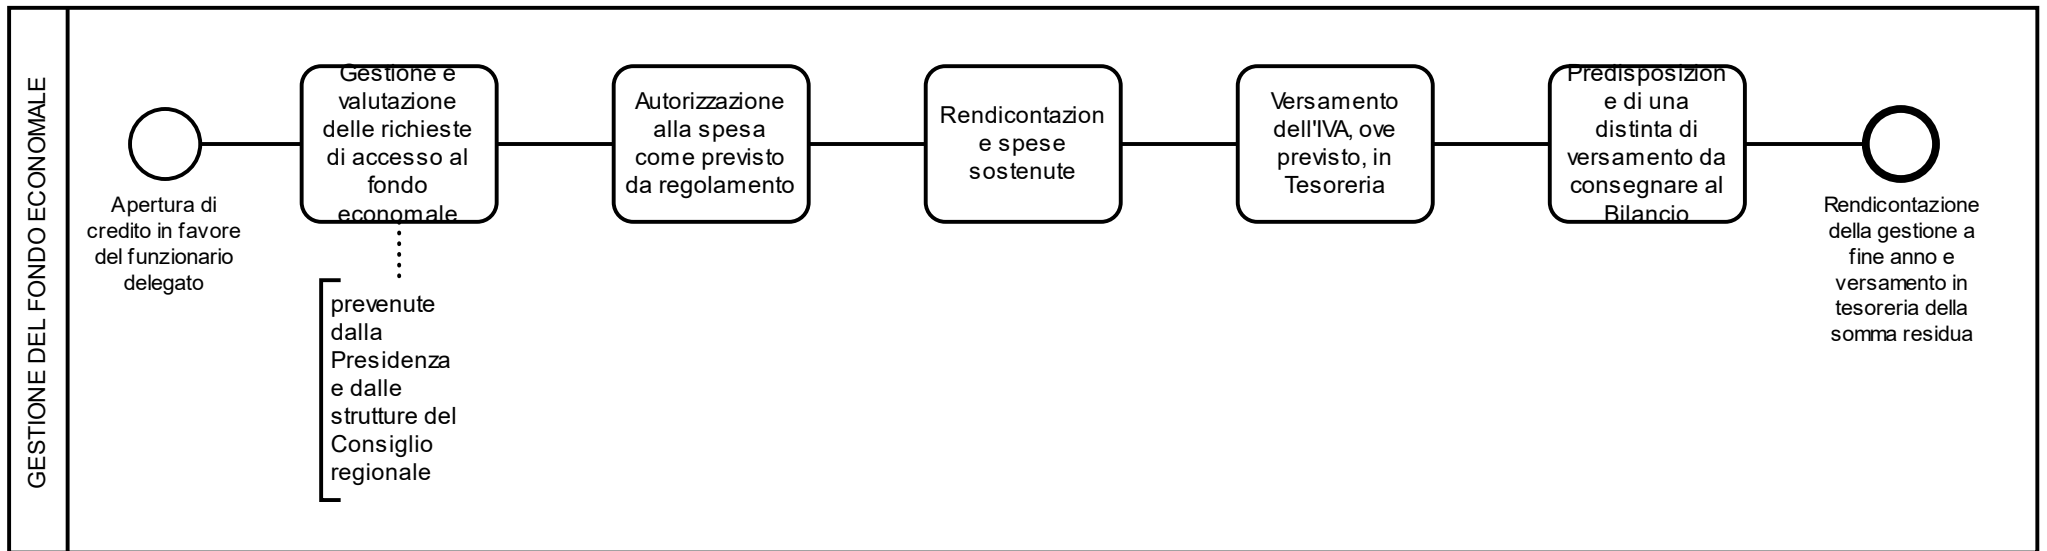 GESTIONE DEL FONDO ECONOMALE
Apertura di
credito in favore
del funzionario
delegato
Gestione e
valutazione
delle richieste
di accesso al
fondo
economale
prevenute
dalla
Presidenza
e dalle
strutture del
Consiglio
regionale
Autorizzazione
alla spesa
come previsto
da regolamento
Rendicontazion
e spese
sostenute
Versamento
dell'IVA, ove
previsto, in
Tesoreria
Predisposizion
e di una
distinta di
versamento da
consegnare al
Bilancio
Rendicontazione
della gestione a
fine anno e
versamento in
tesoreria della
somma residua